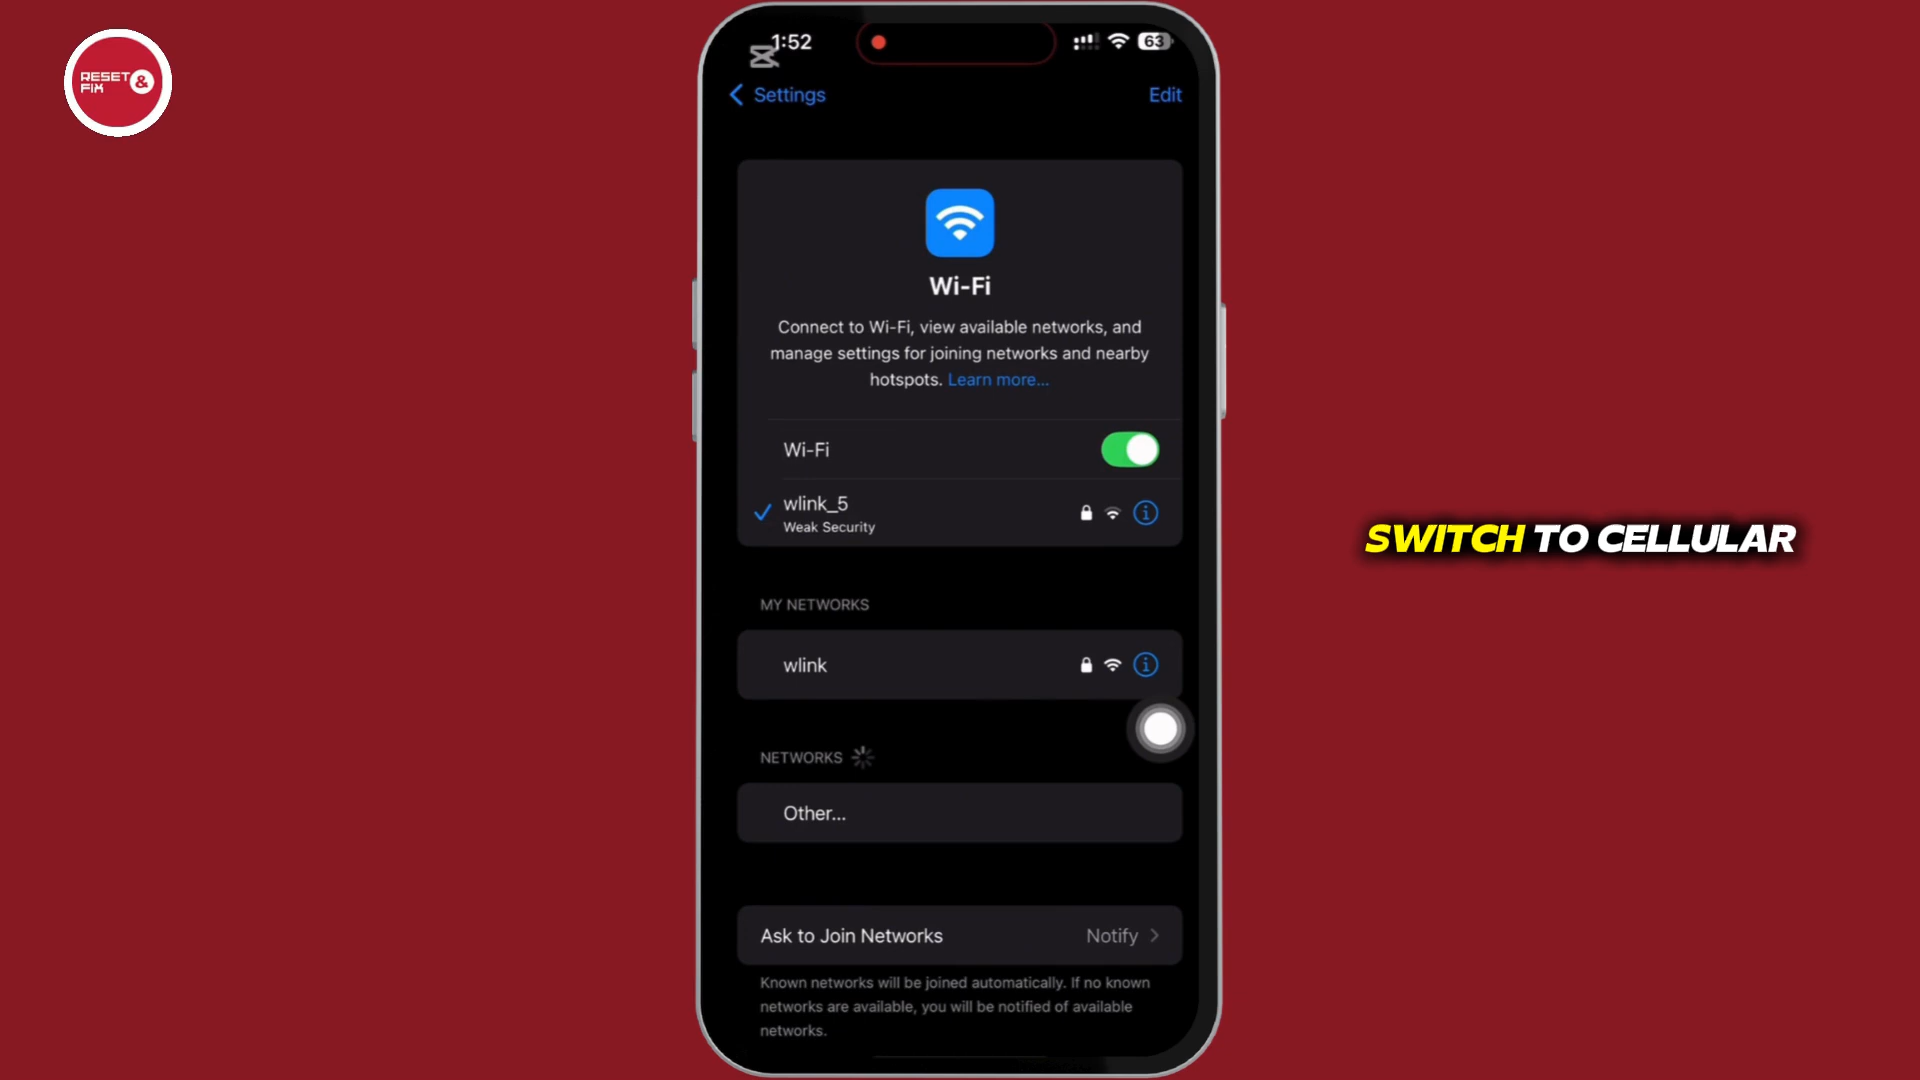 RESET &
FIX
1:52
63
Settings
Edit
Wi-Fi
Connect to Wi-Fi, view available networks, and
manage settings for joining networks and nearby
hotspots. Learn more...
Wi-Fi
wlink_5
Weak Security
SWITCH TO CELLULAR
MY NETWORKS
wlink
NETWORKS
Other...
Ask to Join Networks
Notify
Known networks will be joined automatically. If no known
networks are available, you will be notified of available
networks.